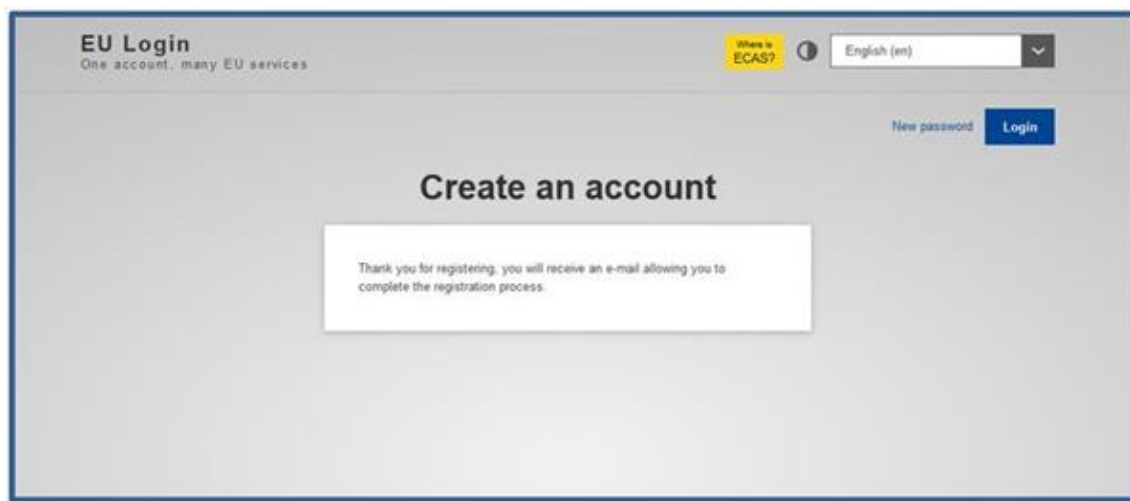 EU Login
One account, many EU services
Where is
ECAS?
English (en)
New password
Login
Create an account
Thank you for registering, you will receive an e-mail allowing you to
complete the registration process.